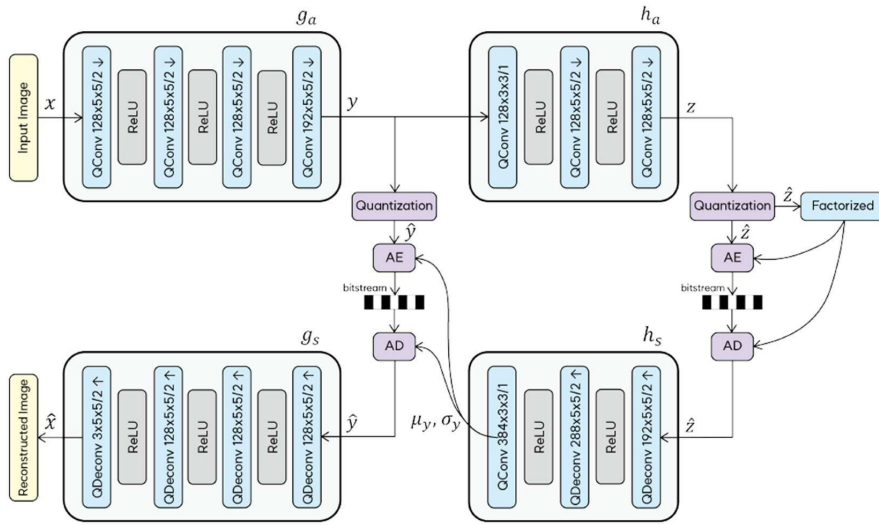 g_a
h_a
Input Image
x
QConv 128x5x5/2 ↓
ReLU
QConv 128x5x5/2 ↓
ReLU
QConv 128x5x5/2 ↓
ReLU
QConv 192x5x5/2 ↓
y
QConv 128x3x3/1
ReLU
QConv 128x5x5/2 ↓
ReLU
QConv 128x5x5/2 ↓
z
Quantization
ŷ
AE
bitstream
AD
Quantization
ẑ
Factorized
ẑ
AE
bitstream
AD
g_s
h_s
Reconstructed Image
x̂
QDeconv 3x5x5/2 ↑
ReLU
QDeconv 128x5x5/2 ↑
ReLU
QDeconv 128x5x5/2 ↑
ReLU
QDeconv 128x5x5/2 ↑
ŷ
μ_y, σ_y
QConv 384x3x3/1
ReLU
QDeconv 288x5x5/2 ↑
ReLU
QDeconv 192x5x5/2 ↑
ẑ